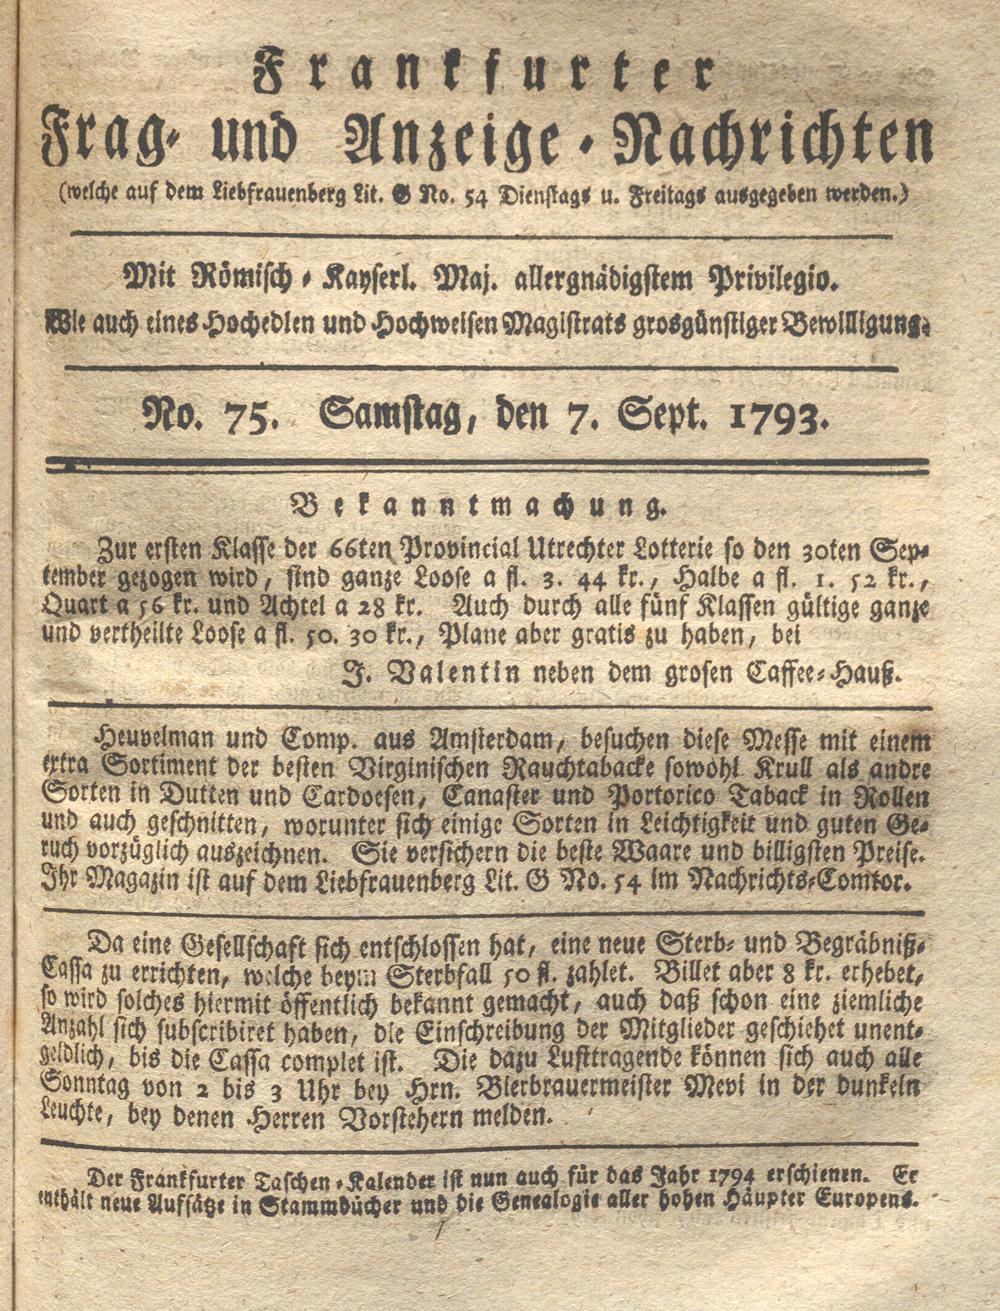 Frankfurter
Frag- und Anzeige-Nachrichten
(welche auf dem Liebfrauenberg Lit. G No. 54 Dienstags u. Freitags ausgegeben werden.)
Mit Römisch-Kayserl. Maj. allergnädigstem Privilegio.
Wie auch eines Hochedlen und Hochweisen Magistrats grosgünstiger Bewilligung.
No. 75. Samstag, den 7. Sept. 1793.
Bekanntmachung.
Zur ersten Klasse der 66ten Provincial Utrechter Lotterie so den 30ten Sep-
tember gezogen wird, sind ganze Loose a fl. 3. 44 kr., Halbe a fl. 1. 52 kr.,
Quart a 56 kr. und Achtel a 28 kr. Auch durch alle fünf Klassen gültige ganze
und vertheilte Loose a fl. 50. 30 kr., Plane aber gratis zu haben, bei
J. Valentin neben dem grosen Caffee-Hauß.
Heuvelman und Comp. aus Amsterdam, besuchen diese Messe mit einem
extra Sortiment der besten Virginischen Rauchtabacke sowohl Krull als andre
Sorten in Dutten und Cardoesen, Canaster und Portorico Taback in Rollen
und auch geschnitten, worunter sich einige Sorten in Leichtigkeit und guten Ge-
ruch vorzüglich auszeichnen. Sie versichern die beste Waare und billigsten Preise.
Ihr Magazin ist auf dem Liebfrauenberg Lit. G No. 54 im Nachrichts-Comtor.
Da eine Gesellschaft sich entschlossen hat, eine neue Sterb- und Begräbniß-
Cassa zu errichten, welche beym Sterbfall 50 fl. zahlet. Billet aber 8 kr. erhebet,
so wird solches hiermit öffentlich bekannt gemacht, auch daß schon eine ziemliche
Anzahl sich subscribiret haben, die Einschreibung der Mitglieder geschiehet unent-
geldlich, bis die Cassa complet ist. Die dazu Lusttragende können sich auch alle
Sonntag von 2 bis 3 Uhr bey Hrn. Bierbrauermeister Mevi in der dunkeln
Leuchte, bey denen Herren Vorstehern melden.
Der Frankfurter Taschen-Kalender ist nun auch für das Jahr 1794 erschienen. Er
enthält neue Aufsätze in Stammbücher und die Genealogie aller hohen Häupter Europens.